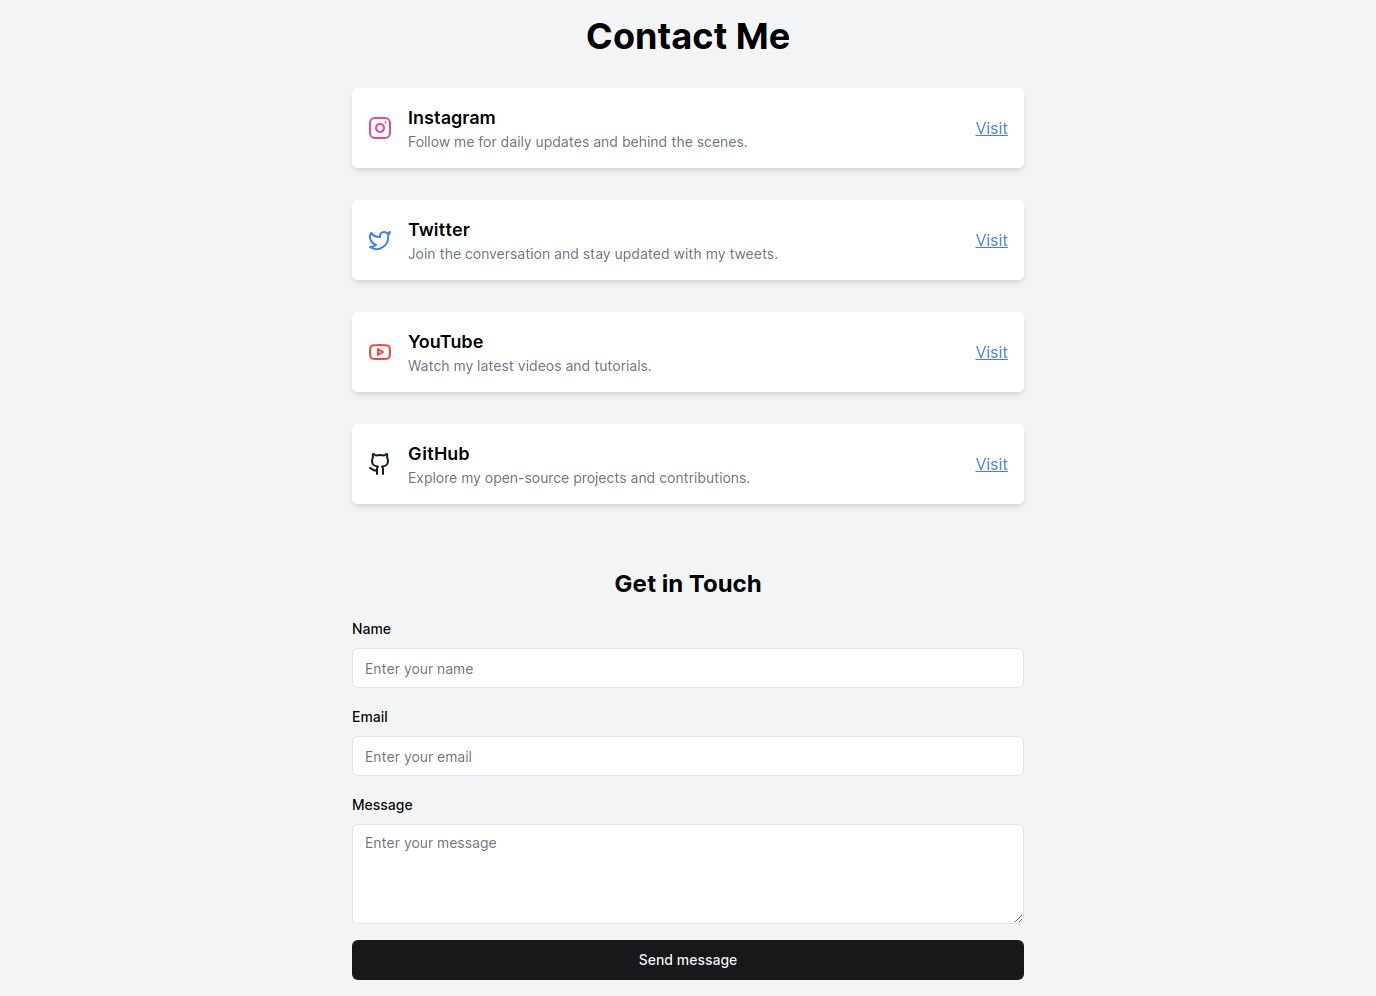 Contact Me
Instagram
Follow me for daily updates and behind the scenes.
Visit
Twitter
Join the conversation and stay updated with my tweets.
Visit
YouTube
Watch my latest videos and tutorials.
Visit
GitHub
Explore my open-source projects and contributions.
Visit
Get in Touch
Name
Enter your name
Email
Enter your email
Message
Enter your message
Send message